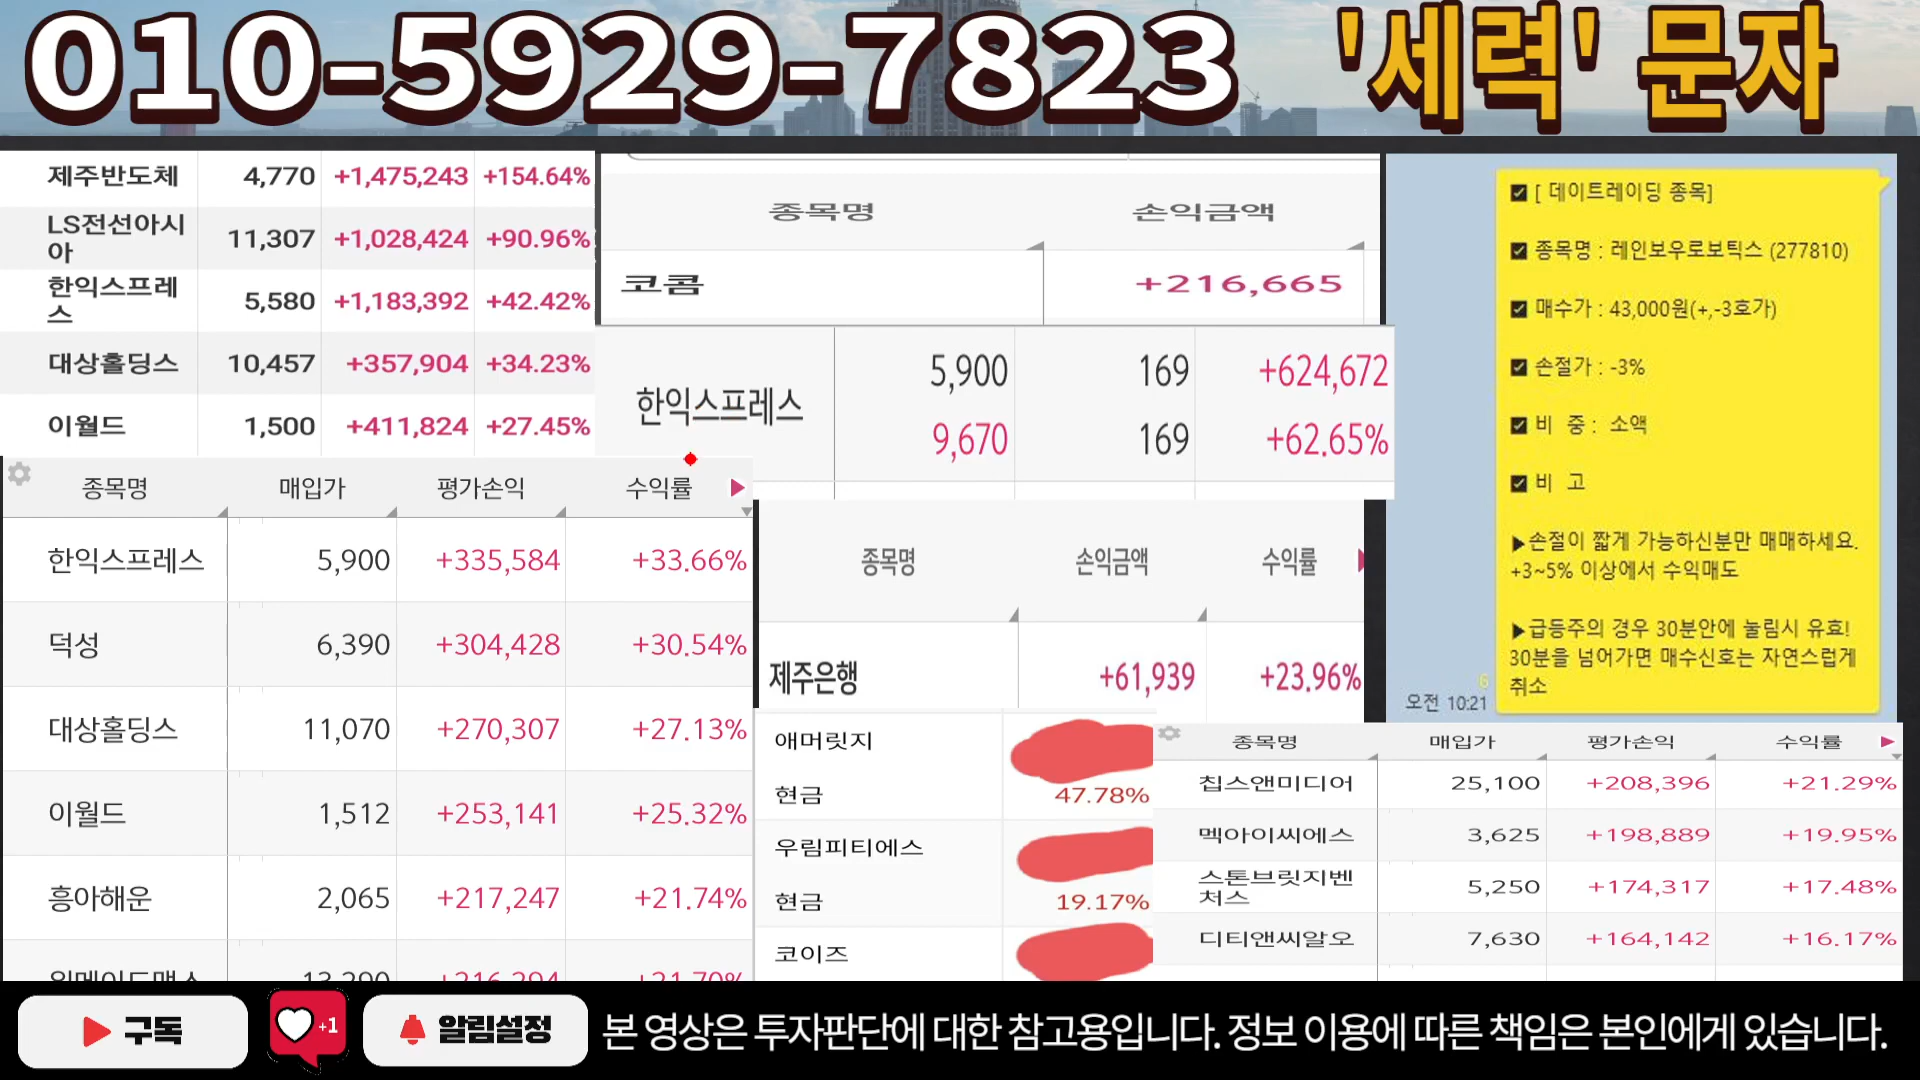 010-5929-7823 '세력' 문자
제주반도체 4,770 +1,475,243 +154.64%
LS전선아시아 11,307 +1,028,424 +90.96%
한익스프레스 5,580 +1,183,392 +42.42%
대상홀딩스 10,457 +357,904 +34.23%
이월드 1,500 +411,824 +27.45%
종목명 손익금액
코콤 +216,665
한익스프레스 5,900 169 +624,672
9,670 169 +62.65%
종목명 매입가 평가손익 수익률
한익스프레스 5,900 +335,584 +33.66%
덕성 6,390 +304,428 +30.54%
대상홀딩스 11,070 +270,307 +27.13%
이월드 1,512 +253,141 +25.32%
흥아해운 2,065 +217,247 +21.74%
종목명 손익금액 수익률
제주은행 +61,939 +23.96%
애머릿지
현금 47.78%
우림피티에스
현금 19.17%
코이즈
[ 데이트레이딩 종목]
종목명 : 레인보우로보틱스 (277810)
매수가 : 43,000원(+,-3호가)
손절가 : -3%
비 중 : 소액
비 고
▶손절이 짧게 가능하신분만 매매하세요.
+3~5% 이상에서 수익매도
▶급등주의 경우 30분안에 눌림시 유효!
30분을 넘어가면 매수신호는 자연스럽게
취소
6
오전 10:21
종목명 매입가 평가손익 수익률
칩스앤미디어 25,100 +208,396 +21.29%
멕아이씨에스 3,625 +198,889 +19.95%
스톤브릿지벤처스 5,250 +174,317 +17.48%
디티앤씨알오 7,630 +164,142 +16.17%
구독 +1 알림설정 본 영상은 투자판단에 대한 참고용입니다. 정보 이용에 따른 책임은 본인에게 있습니다.